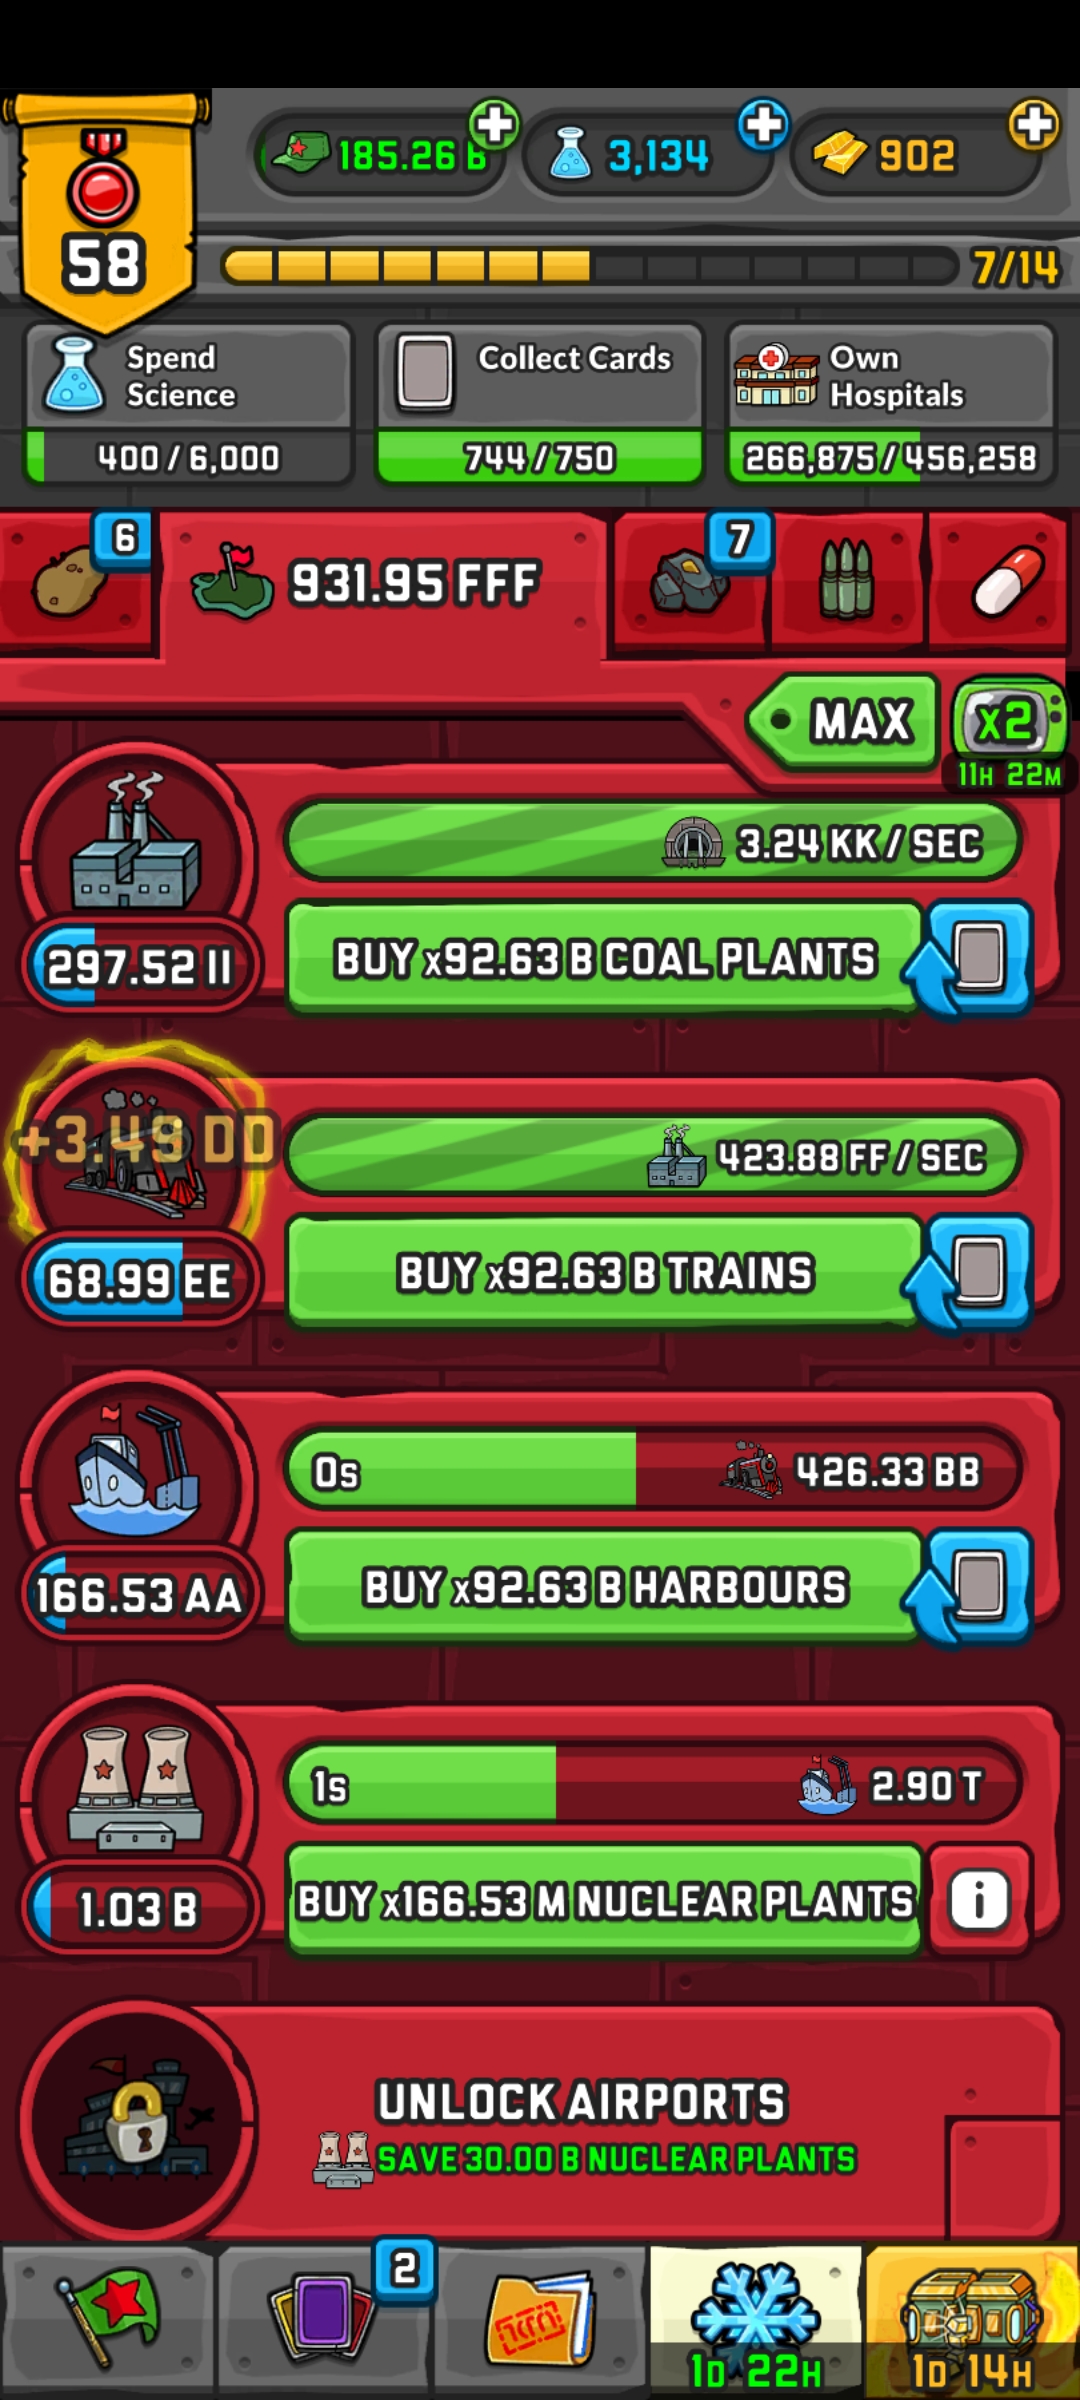 58
185.26 B
3,134
902
7/14
Spend
Science
400 / 6,000
Collect Cards
744 / 750
Own
Hospitals
266,875 / 456,258
6
931.95 FFF
7
MAX
x2
11H 22M
3.24 KK / SEC
297.52 II
BUY x92.63 B COAL PLANTS
+3.49 DD
423.88 FF / SEC
68.99 EE
BUY x92.63 B TRAINS
0s
426.33 BB
166.53 AA
BUY x92.63 B HARBOURS
1s
2.90 T
1.03 B
BUY x166.53 M NUCLEAR PLANTS
i
UNLOCK AIRPORTS
SAVE 30.00 B NUCLEAR PLANTS
2
1D 22H
1D 14H